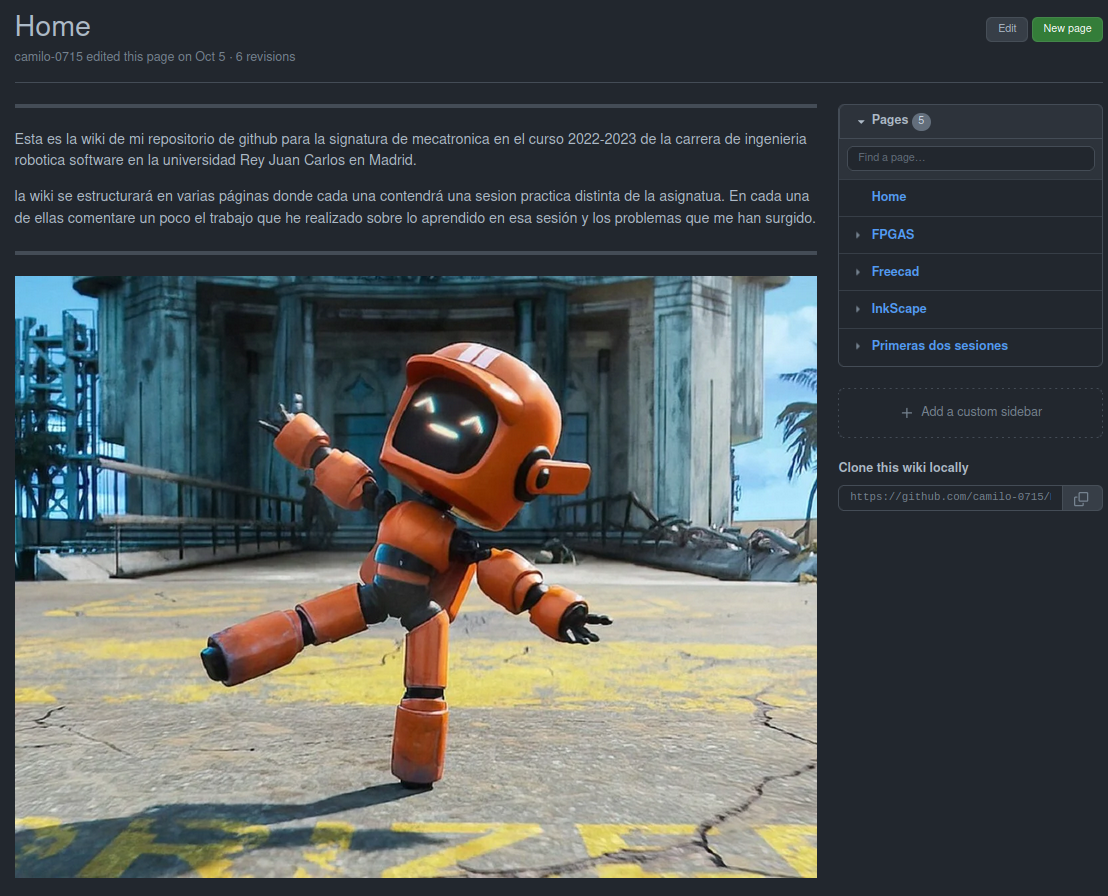 Home
Edit
New page
camilo-0715 edited this page on Oct 5 · 6 revisions
Esta es la wiki de mi repositorio de github para la signatura de mecatronica en el curso 2022-2023 de la carrera de ingenieria
robotica software en la universidad Rey Juan Carlos en Madrid.
la wiki se estructurará en varias páginas donde cada una contendrá una sesion practica distinta de la asignatua. En cada una
de ellas comentare un poco el trabajo que he realizado sobre lo aprendido en esa sesión y los problemas que me han surgido.
Pages 5
Find a page…
Home
FPGAS
Freecad
InkScape
Primeras dos sesiones
Add a custom sidebar
Clone this wiki locally
https://github.com/camilo-0715/